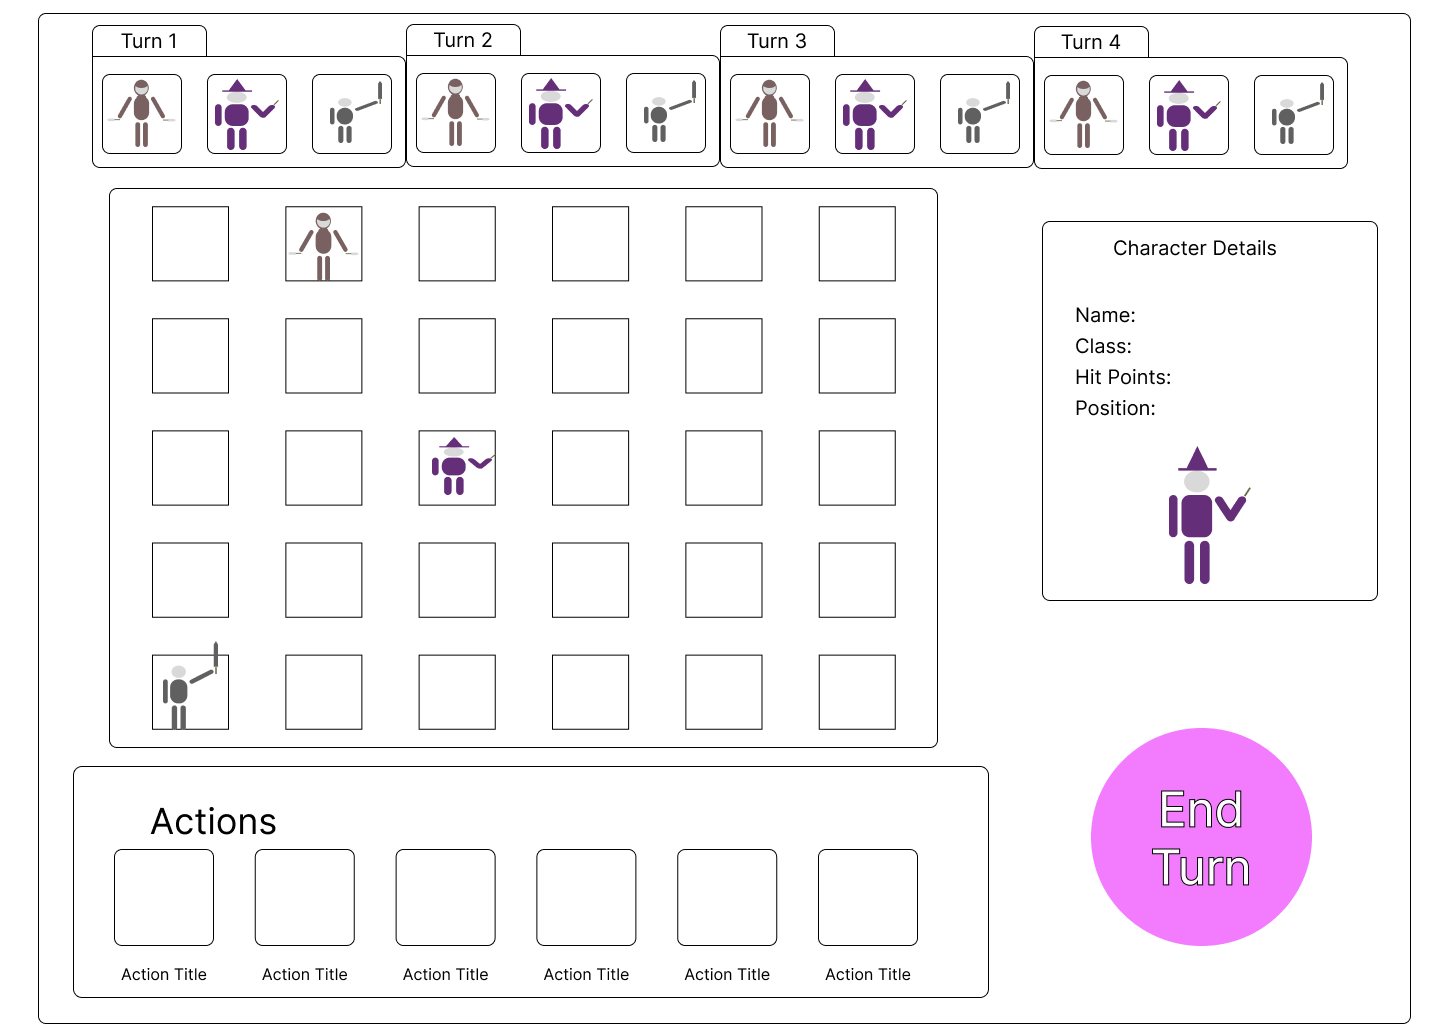 Turn 1
Turn 2
Turn 3
Turn 4
Character Details
Name:
Class:
Hit Points:
Position:
Actions
Action Title
Action Title
Action Title
Action Title
Action Title
Action Title
End
Turn